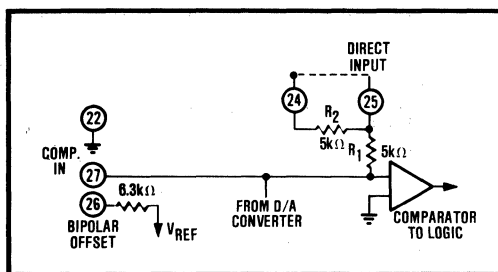 DIRECT
INPUT
24
25
R2
5kΩ
R1
5kΩ
22
COMP.
IN
27
6.3kΩ
26
BIPOLAR
OFFSET
VREF
FROM D/A
CONVERTER
COMPARATOR
TO LOGIC